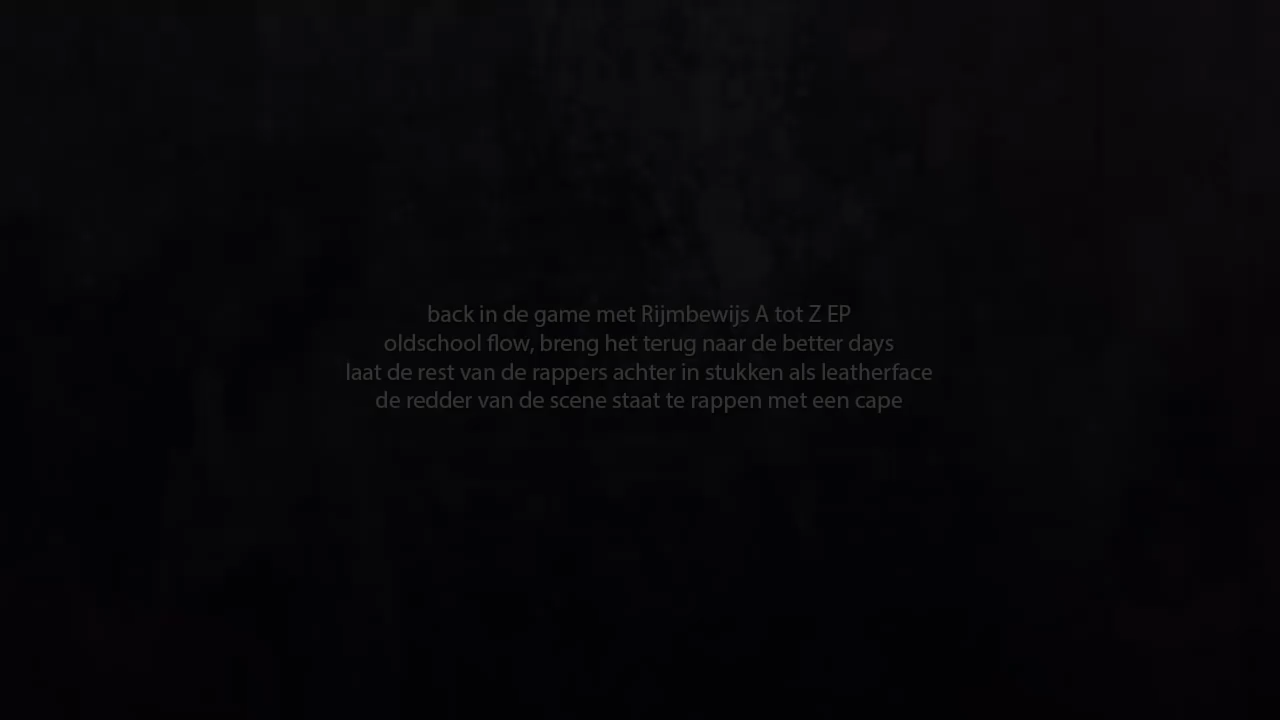 back in de game met Rijmbewijs A tot Z EP
oldschool flow, breng het terug naar de better days
laat de rest van de rappers achter in stukken als leatherface
de redder van de scene staat te rappen met een cape